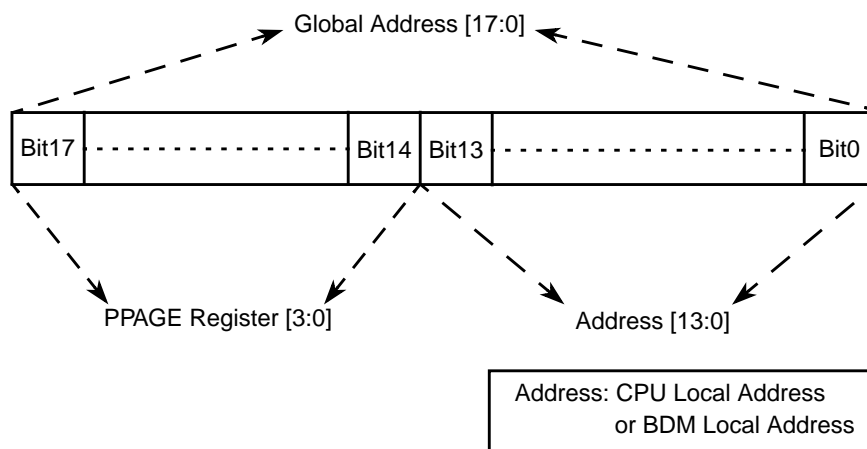 Global Address [17:0]
Bit17 Bit14 Bit13 Bit0
PPAGE Register [3:0] Address [13:0]
Address: CPU Local Address
or BDM Local Address